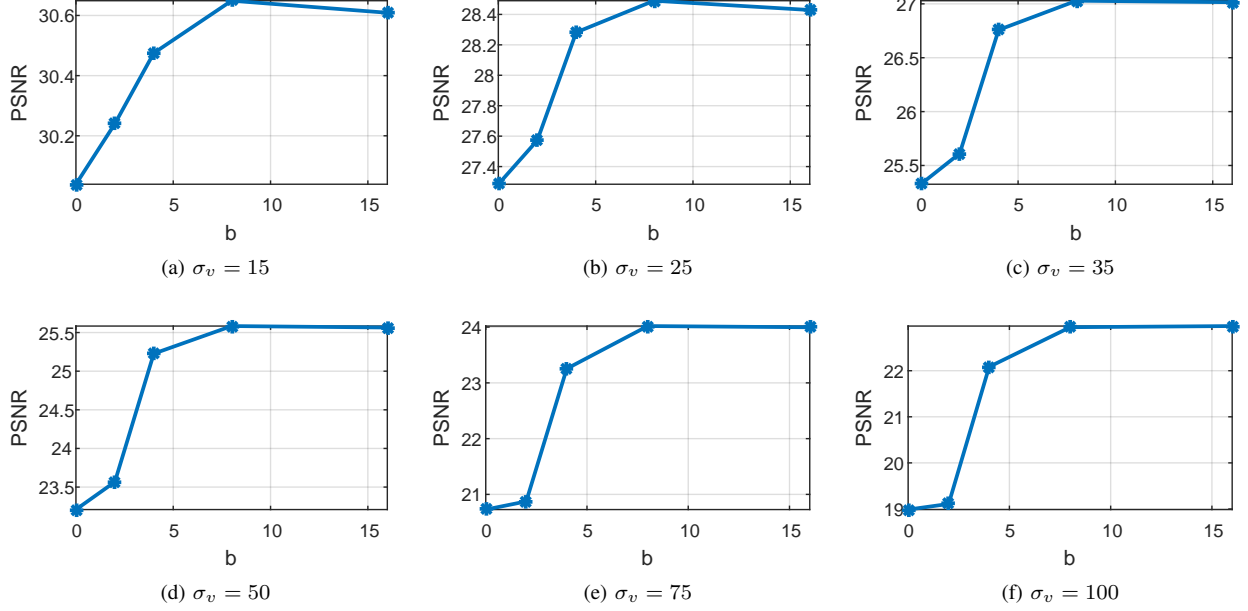 30.6
30.4
30.2
PSNR
0 5 10 15
b
(a) σ_v = 15
28.4
28.2
28
27.8
27.6
27.4
PSNR
0 5 10 15
b
(b) σ_v = 25
27
26.5
26
25.5
PSNR
0 5 10 15
b
(c) σ_v = 35
25.5
25
24.5
24
23.5
PSNR
0 5 10 15
b
(d) σ_v = 50
24
23
22
21
PSNR
0 5 10 15
b
(e) σ_v = 75
22
21
20
19
PSNR
0 5 10 15
b
(f) σ_v = 100